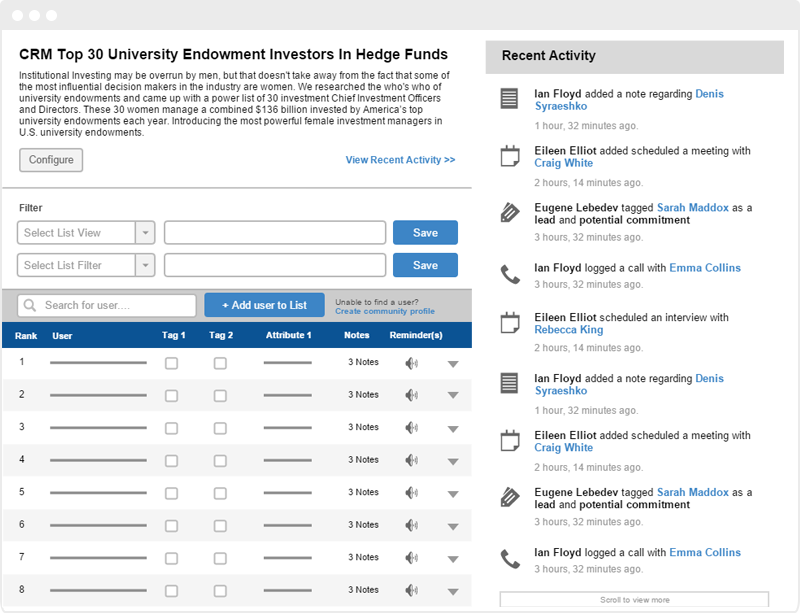 CRM Top 30 University Endowment Investors In Hedge Funds
Institutional Investing may be overrun by men, but that doesn't take away from the fact that some of
the most influential decision makers in the industry are women. We researched the who's who of
university endowments and came up with a power list of 30 investment Chief Investment Officers
and Directors. These 30 women manage a combined $136 billion invested by America's top
university endowments each year. Introducing the most powerful female investment managers in
U.S. university endowments.
Configure
View Recent Activity >>
Filter
Select List View
Save
Select List Filter
Save
Search for user....
+ Add user to List
Unable to find a user?
Create community profile
Rank User Tag 1 Tag 2 Attribute 1 Notes Reminder(s)
1 3 Notes
2 3 Notes
3 3 Notes
4 3 Notes
5 3 Notes
6 3 Notes
7 3 Notes
8 3 Notes
Recent Activity
Ian Floyd added a note regarding Denis
Syraeshko
1 hour, 32 minutes ago.
Eileen Elliot added scheduled a meeting with
Craig White
2 hours, 14 minutes ago.
Eugene Lebedev tagged Sarah Maddox as a
lead and potential commitment
3 hours, 32 minutes ago.
Ian Floyd logged a call with Emma Collins
3 hours, 32 minutes ago.
Eileen Elliot scheduled an interview with
Rebecca King
2 hours, 14 minutes ago.
Ian Floyd added a note regarding Denis
Syraeshko
1 hour, 32 minutes ago.
Eileen Elliot added scheduled a meeting with
Craig White
2 hours, 14 minutes ago.
Eugene Lebedev tagged Sarah Maddox as a
lead and potential commitment
3 hours, 32 minutes ago.
Ian Floyd logged a call with Emma Collins
3 hours, 32 minutes ago.
Scroll to view more